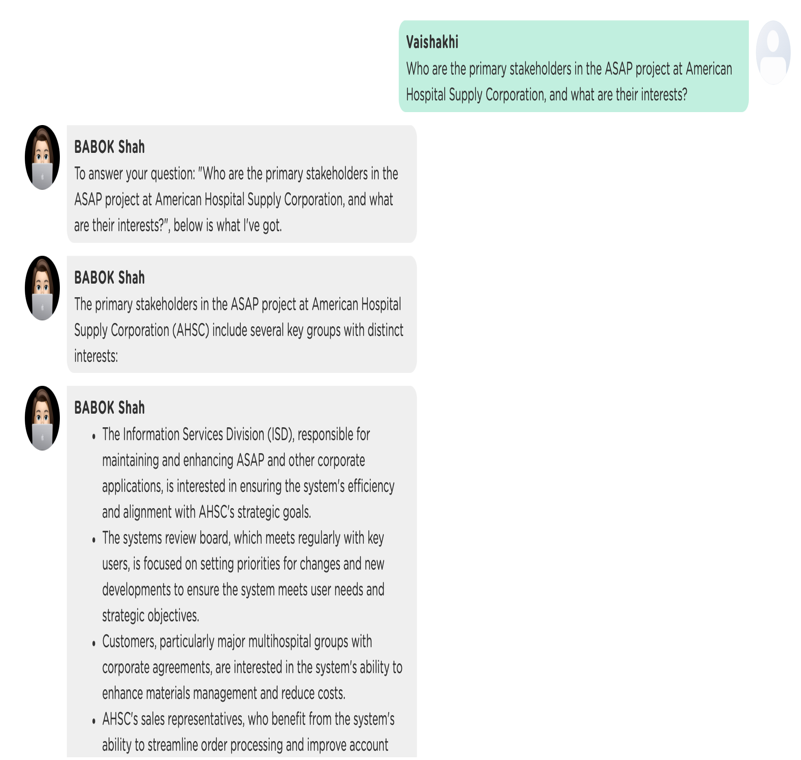 Vaishakhi
Who are the primary stakeholders in the ASAP project at American
Hospital Supply Corporation, and what are their interests?
BABOK Shah
To answer your question: "Who are the primary stakeholders in the
ASAP project at American Hospital Supply Corporation, and what
are their interests?", below is what I've got.
BABOK Shah
The primary stakeholders in the ASAP project at American Hospital
Supply Corporation (AHSC) include several key groups with distinct
interests:
BABOK Shah
• The Information Services Division (ISD), responsible for
maintaining and enhancing ASAP and other corporate
applications, is interested in ensuring the system's efficiency
and alignment with AHSC's strategic goals.
• The systems review board, which meets regularly with key
users, is focused on setting priorities for changes and new
developments to ensure the system meets user needs and
strategic objectives.
• Customers, particularly major multihospital groups with
corporate agreements, are interested in the system's ability to
enhance materials management and reduce costs.
• AHSC's sales representatives, who benefit from the system's
ability to streamline order processing and improve account